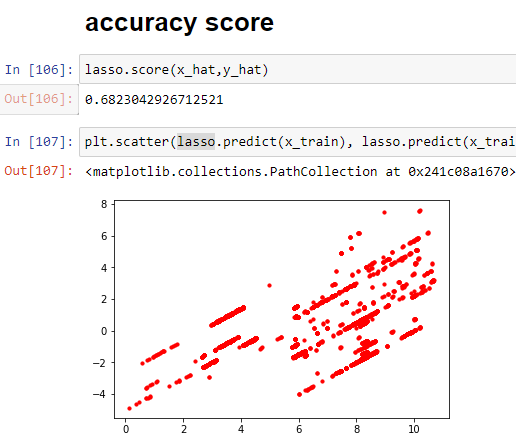 accuracy score
In [106]: lasso.score(x_hat,y_hat)
Out[106]: 0.6823042926712521
In [107]: plt.scatter(lasso.predict(x_train), lasso.predict(x_trai
Out[107]: <matplotlib.collections.PathCollection at 0x241c08a1670>
8
6
4
2
0
−2
−4
0 2 4 6 8 10